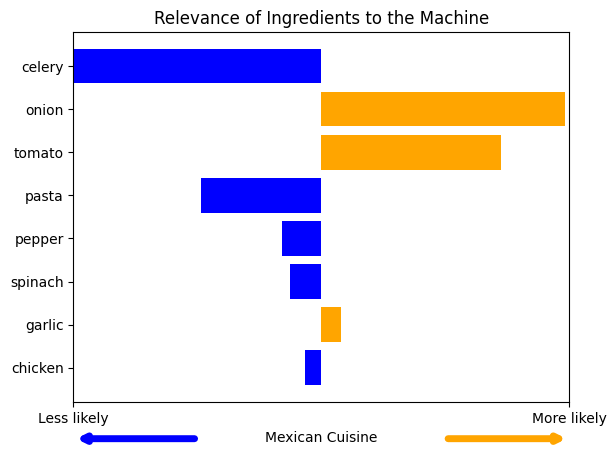 Relevance of Ingredients to the Machine
celery
onion
tomato
pasta
pepper
spinach
garlic
chicken
Less likely
More likely
Mexican Cuisine